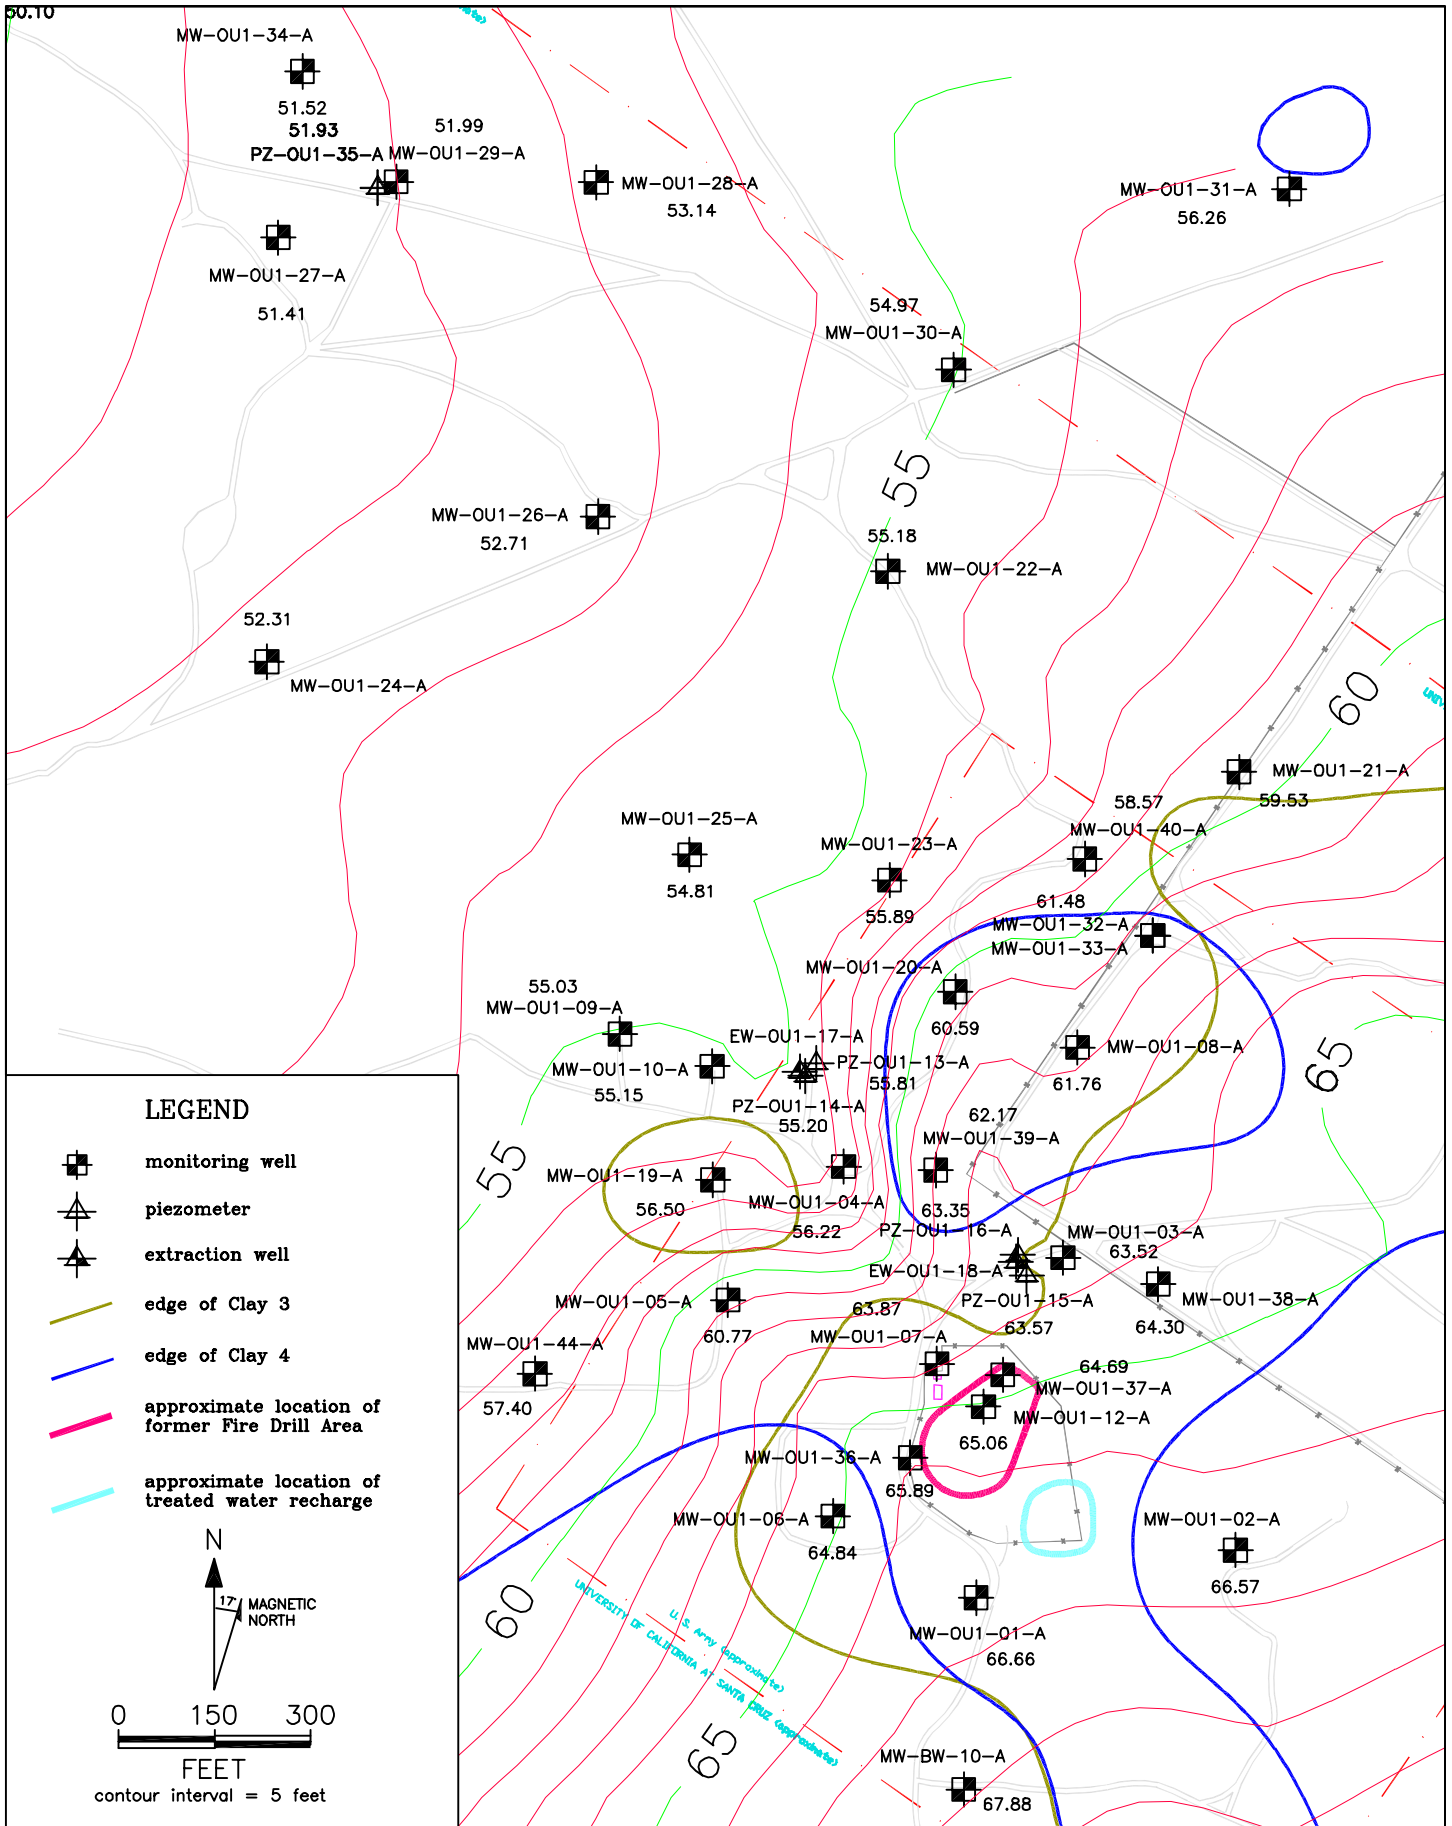 50.10
MW-OU1-34-A
51.52
51.93
51.99
PZ-OU1-35-A
MW-OU1-29-A
MW-OU1-28-A
53.14
MW-OU1-31-A
56.26
MW-OU1-27-A
51.41
54.97
MW-OU1-30-A
55
MW-OU1-26-A
52.71
55.18
MW-OU1-22-A
52.31
MW-OU1-24-A
60
MW-OU1-21-A
59.53
58.57
MW-OU1-40-A
MW-OU1-25-A
54.81
MW-OU1-23-A
55.89
61.48
MW-OU1-32-A
MW-OU1-33-A
MW-OU1-20-A
60.59
55.03
MW-OU1-09-A
EW-OU1-17-A
MW-OU1-10-A
55.15
PZ-OU1-13-A
55.81
PZ-OU1-14-A
55.20
MW-OU1-08-A
61.76
65
62.17
MW-OU1-39-A
63.35
55
MW-OU1-19-A
56.50
MW-OU1-04-A
56.22
PZ-OU1-16-A
MW-OU1-03-A
63.52
EW-OU1-18-A
PZ-OU1-15-A
63.57
MW-OU1-38-A
64.30
MW-OU1-05-A
60.77
63.87
MW-OU1-07-A
MW-OU1-44-A
57.40
64.69
MW-OU1-37-A
MW-OU1-12-A
65.06
MW-OU1-36-A
65.89
MW-OU1-06-A
64.84
MW-OU1-02-A
66.57
60
MW-OU1-01-A
66.66
U. S. Army (approximate)
UNIVERSITY OF CALIFORNIA AT SANTA CRUZ (approximate)
65
MW-BW-10-A
67.88
LEGEND
monitoring well
piezometer
extraction well
edge of Clay 3
edge of Clay 4
approximate location of
former Fire Drill Area
approximate location of
treated water recharge
N
17°
MAGNETIC
NORTH
0 150 300
FEET
contour interval = 5 feet